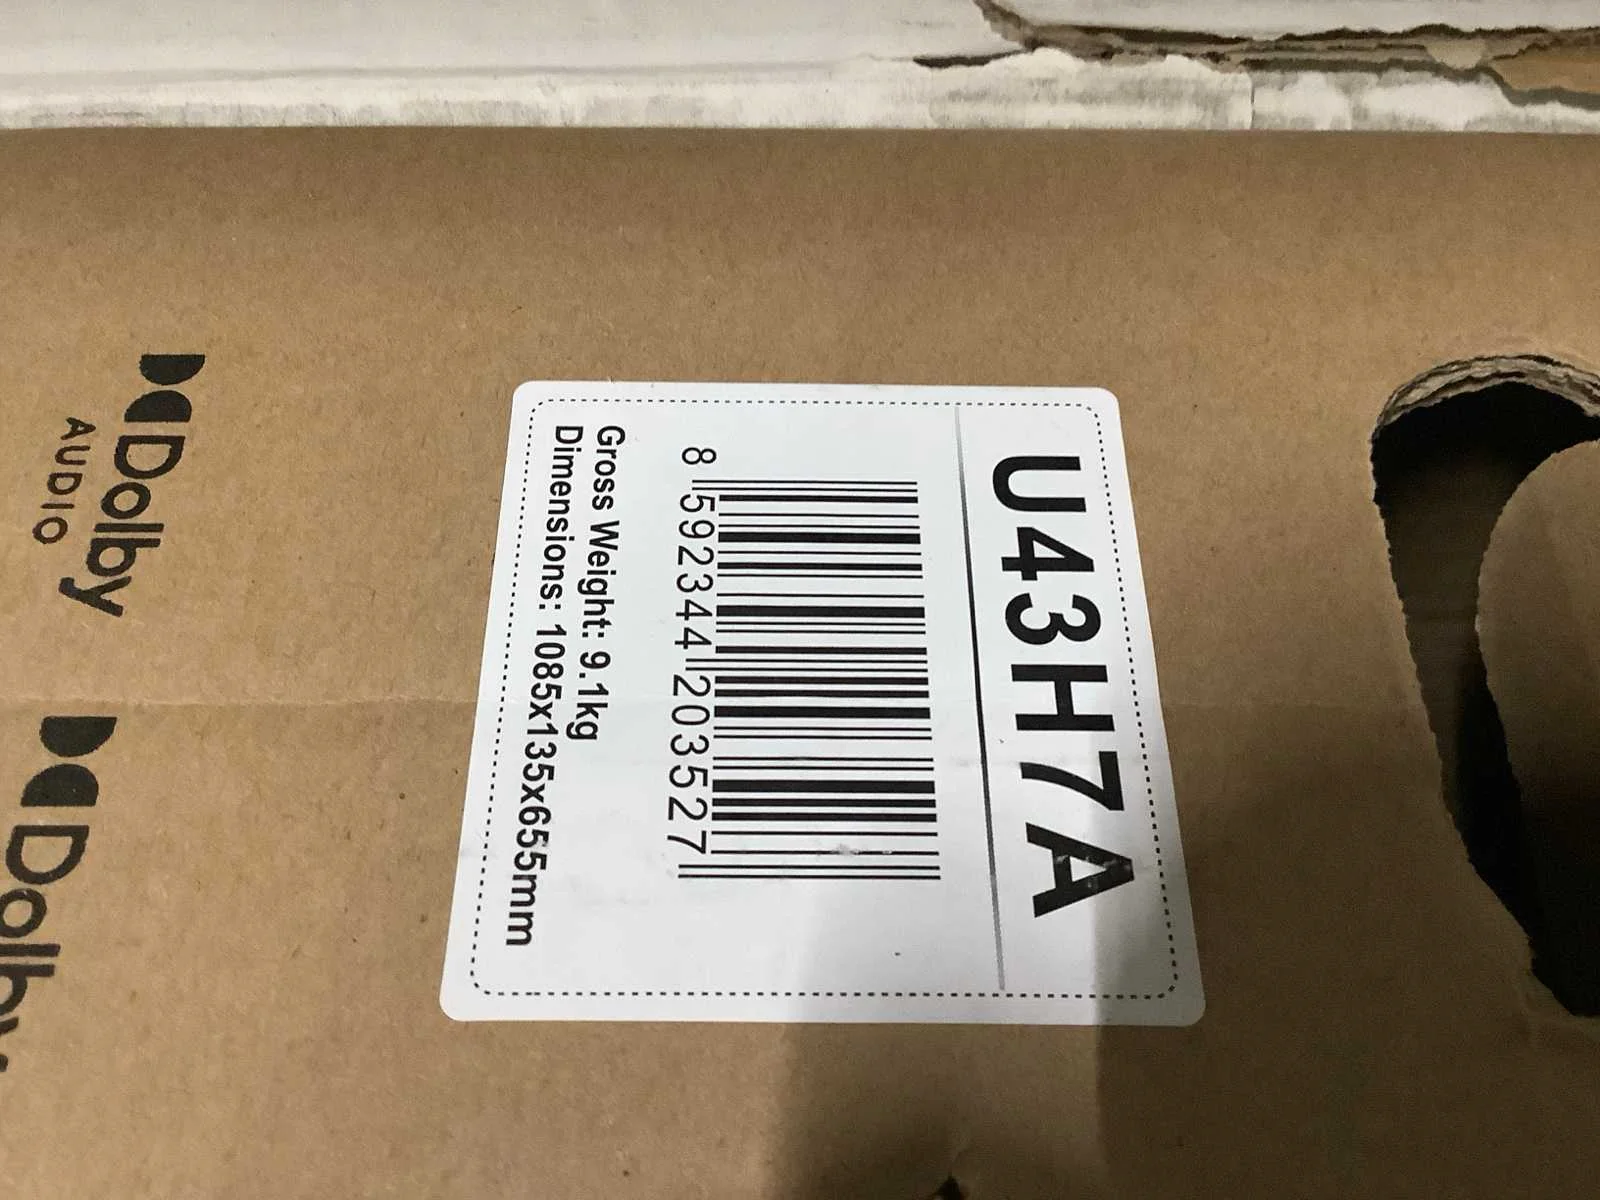 U43H7A
8 592344 203527
Gross Weight: 9.1kg
Dimensions: 1085x135x655mm
Dolby
AUDIO
Dolby